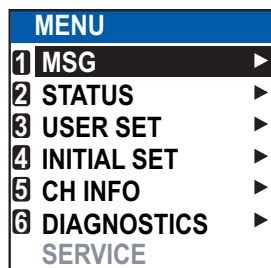 MENU
1 MSG ▶
2 STATUS ▶
3 USER SET ▶
4 INITIAL SET ▶
5 CH INFO ▶
6 DIAGNOSTICS ▶
SERVICE